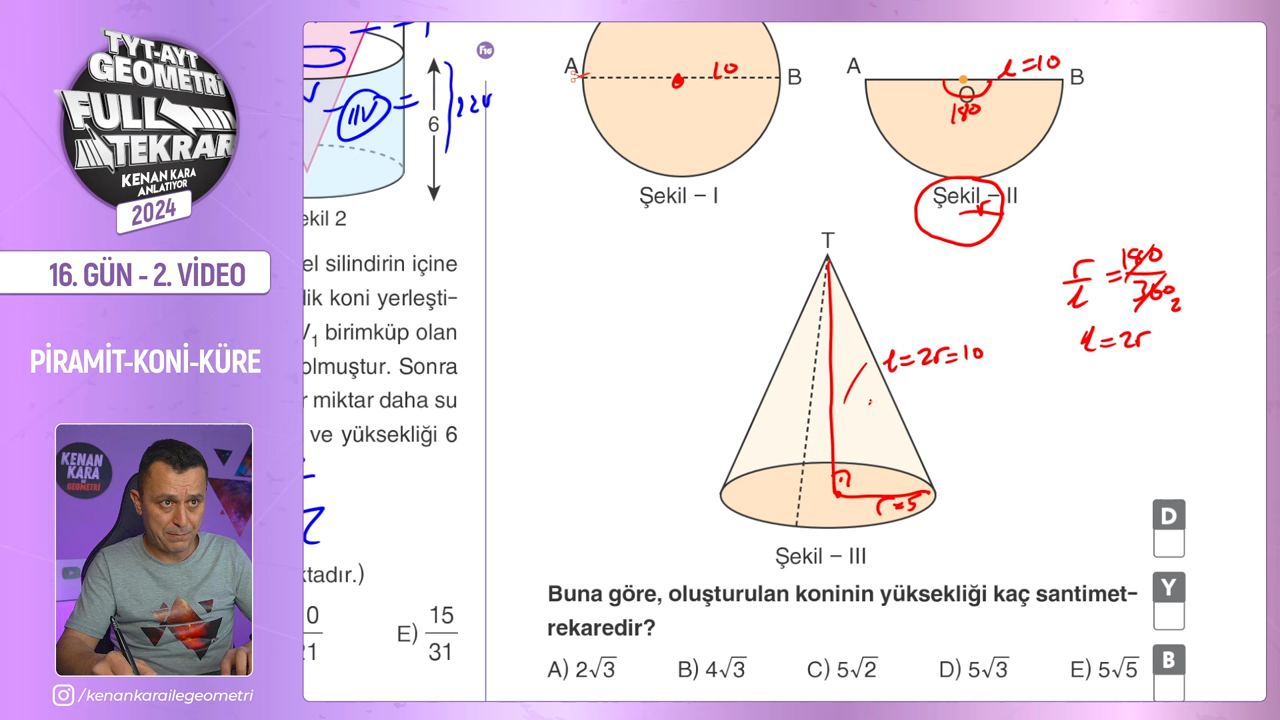 TYT-AYT
GEOMETRİ
FULL
TEKRAR
KENAN KARA
ANLATIYOR
2024
16. GÜN - 2. VİDEO
PİRAMİT-KONİ-KÜRE
KENAN
KARA
GEOMETRİ
/kenankarailegeometri
6
ekil 2
el silindirin içine
lik koni yerleşti-
V1 birimküp olan
olmuştur. Sonra
r miktar daha su
ve yüksekliği 6
ktadır.)
E) 15/31
A
10
B
Şekil – I
A
l=10
B
O
180
Şekil – II
r
T
r/l = 180/360 2
l=2r
l=2r=10
r=5
Şekil – III
Buna göre, oluşturulan koninin yüksekliği kaç santimet-
rekaredir?
A) 2√3 B) 4√3 C) 5√2 D) 5√3 E) 5√5
D
Y
B